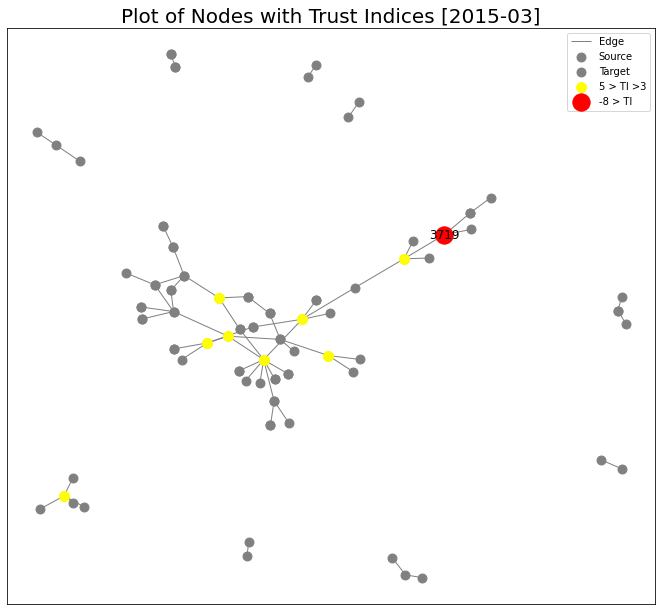 Plot of Nodes with Trust Indices [2015-03]
Edge
Source
Target
5 > TI >3
-8 > TI
3719